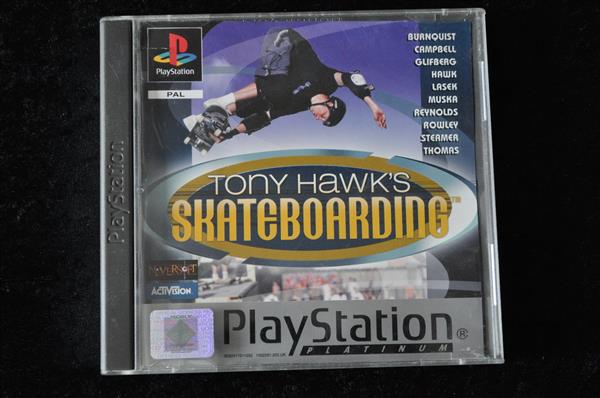 PlayStation
PlayStation
PAL
BURNQUIST
CAMPBELL
GLIFBERG
HAWK
LASEK
MUSKA
REYNOLDS
ROWLEY
STEAMER
THOMAS
TONY HAWK'S
SKATEBOARDING™
NEVERSOFT
ACTIVISION
PlayStation®
PLATINUM